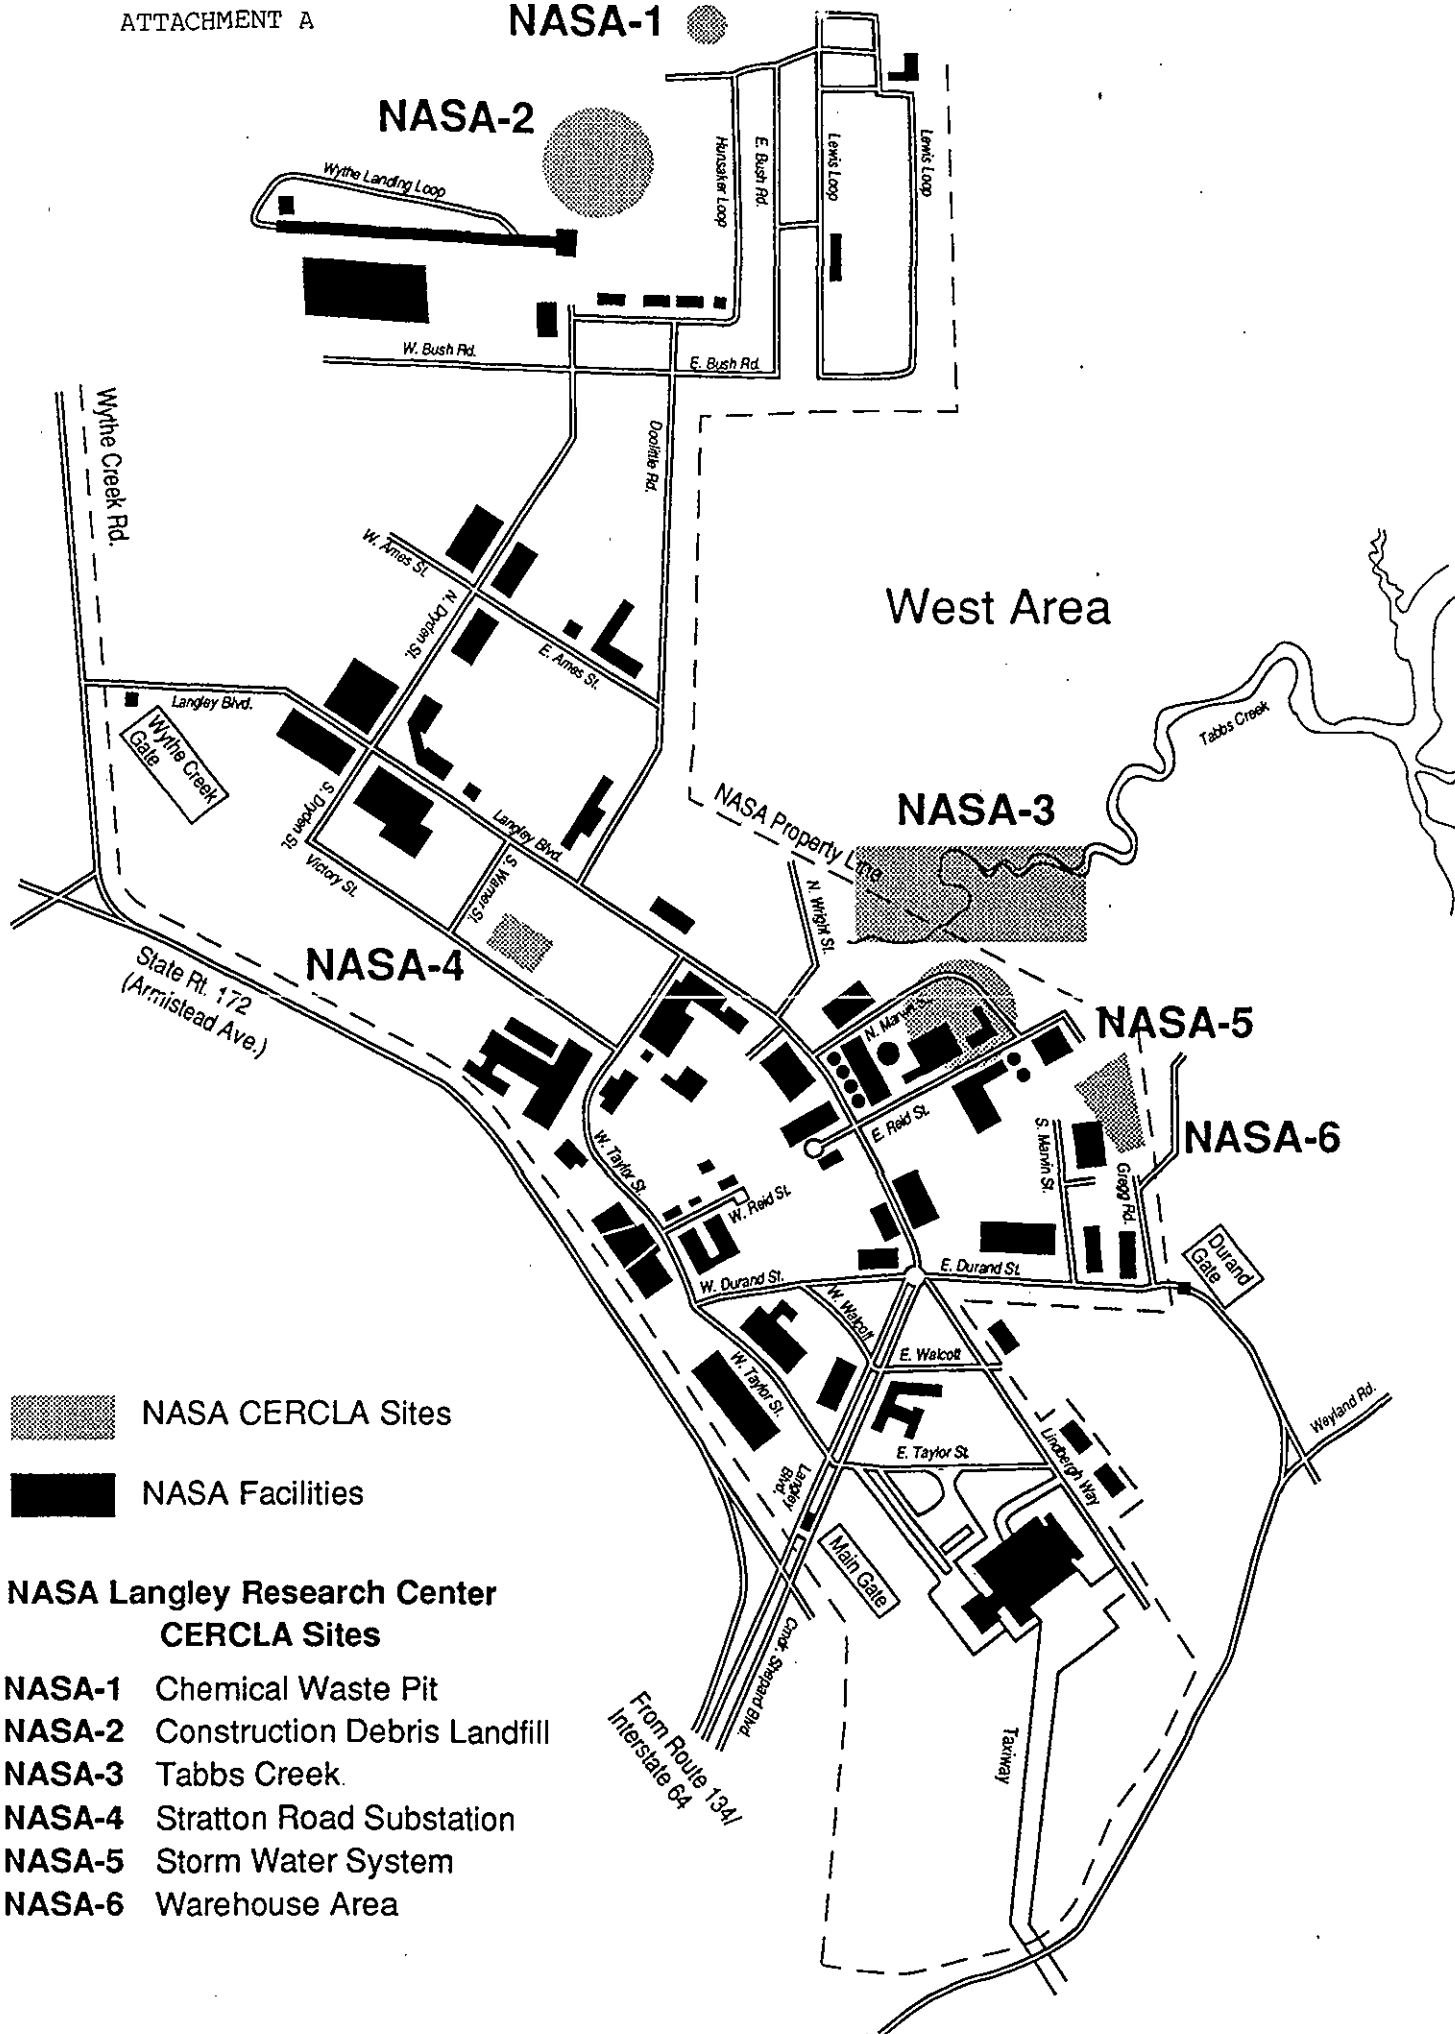 ATTACHMENT A
NASA-1
NASA-2
Wythe Landing Loop
Hunsaker Loop
E. Bush Rd.
Lewis Loop
Lewis Loop
W. Bush Rd.
E. Bush Rd.
Wythe Creek Rd.
Doolittle Rd.
W. Ames St.
N. Dryden St.
E. Ames St.
West Area
Langley Blvd.
Wythe Creek
Gate
Tabbs Creek
S. Dryden St.
Langley Blvd.
NASA Property Line
NASA-3
Victory St.
S. Warner St.
N. Wright St.
NASA-4
State Rt. 172
(Armistead Ave.)
N. Marvin
NASA-5
E. Reid St.
S. Marvin St.
NASA-6
W. Taylor St.
Gregg Rd.
W. Reid St.
Durand
Gate
W. Durand St.
E. Durand St.
W. Walcott
E. Walcott
W. Taylor St.
E. Taylor St.
Lindbergh Way
Weyland Rd.
Langley
Blvd.
Main Gate
Cmdr. Shepard Blvd.
From Route 134/
Interstate 64
Taxiway
NASA CERCLA Sites
NASA Facilities
NASA Langley Research Center
CERCLA Sites
NASA-1 Chemical Waste Pit
NASA-2 Construction Debris Landfill
NASA-3 Tabbs Creek
NASA-4 Stratton Road Substation
NASA-5 Storm Water System
NASA-6 Warehouse Area